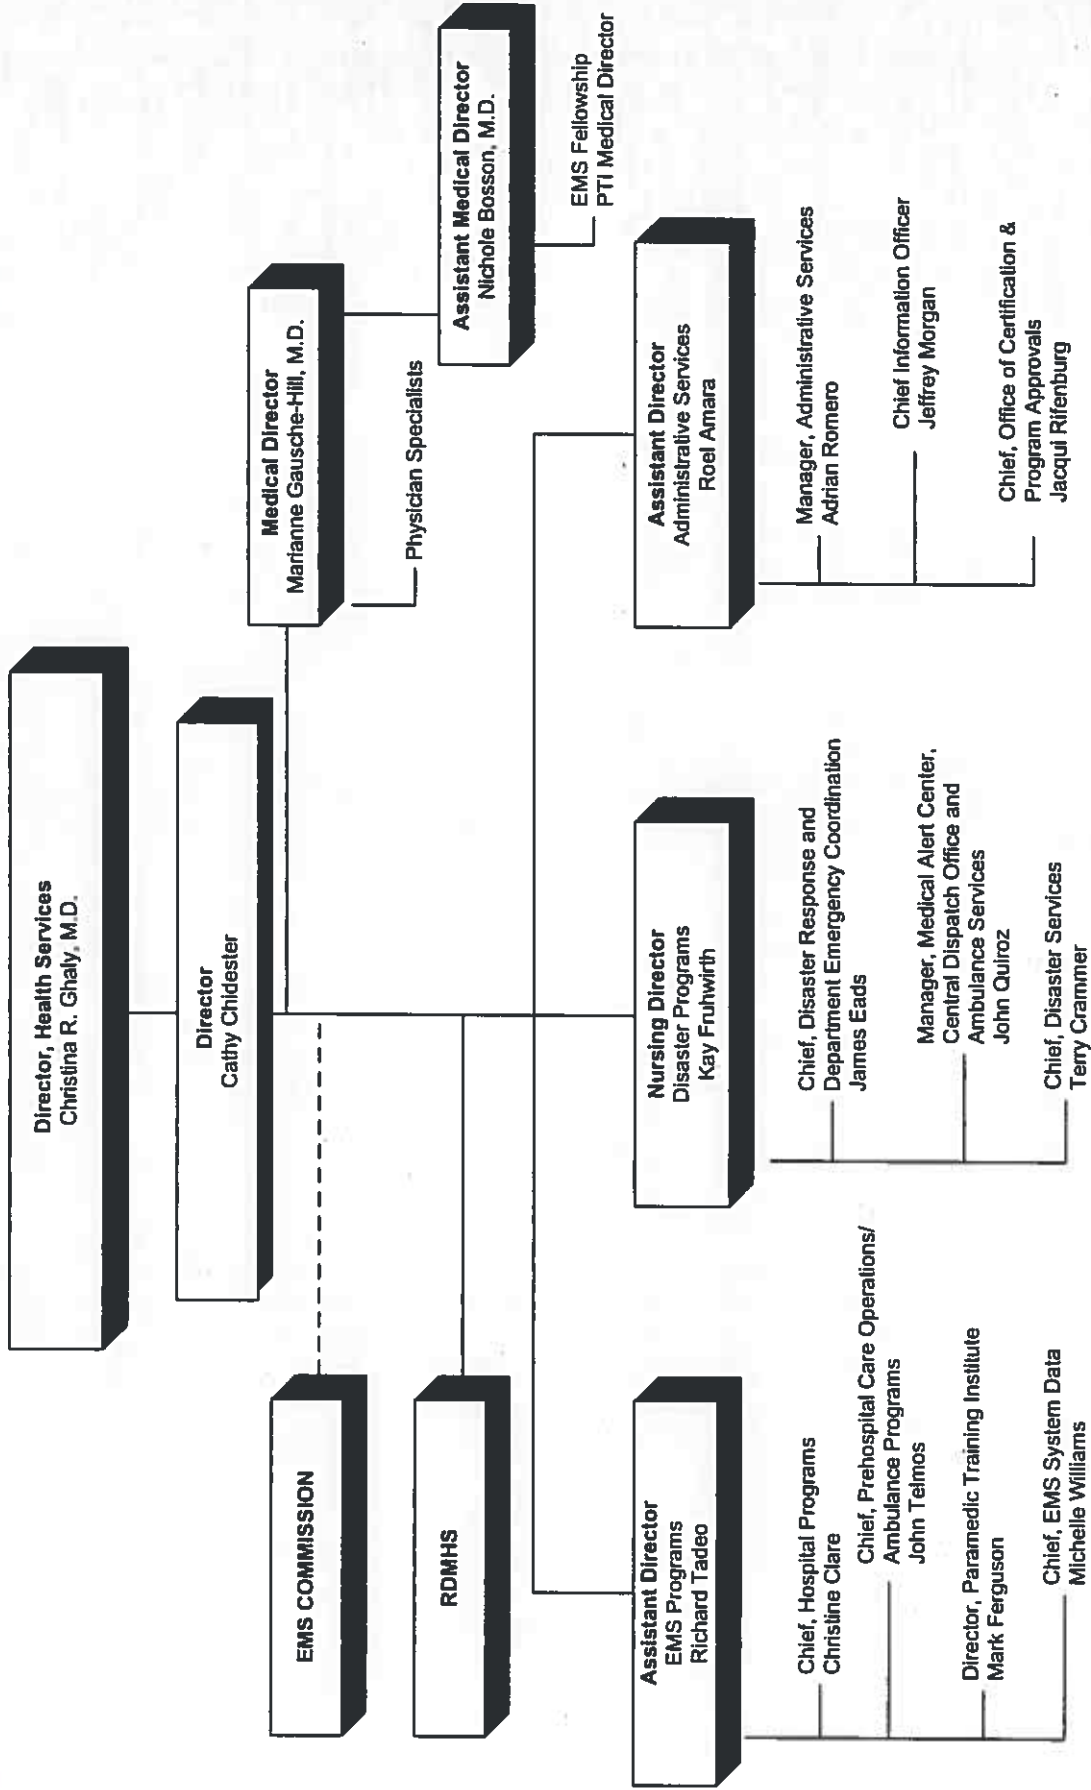 Director, Health Services
Christina R. Ghaly, M.D.
Director
Cathy Chidester
Medical Director
Marianne Gausche-Hill, M.D.
Physician Specialists
Assistant Medical Director
Nichole Bosson, M.D.
EMS Fellowship
PTI Medical Director
EMS COMMISSION
RDMHS
Assistant Director
EMS Programs
Richard Tadeo
Chief, Hospital Programs
Christine Clare
Chief, Prehospital Care Operations/
Ambulance Programs
John Telmos
Director, Paramedic Training Institute
Mark Ferguson
Chief, EMS System Data
Michelle Williams
Nursing Director
Disaster Programs
Kay Fruhwirth
Chief, Disaster Response and
Department Emergency Coordination
James Eads
Manager, Medical Alert Center,
Central Dispatch Office and
Ambulance Services
John Quiroz
Chief, Disaster Services
Terry Crammer
Assistant Director
Administrative Services
Roel Amara
Manager, Administrative Services
Adrian Romero
Chief Information Officer
Jeffrey Morgan
Chief, Office of Certification &
Program Approvals
Jacqui Rifenburg